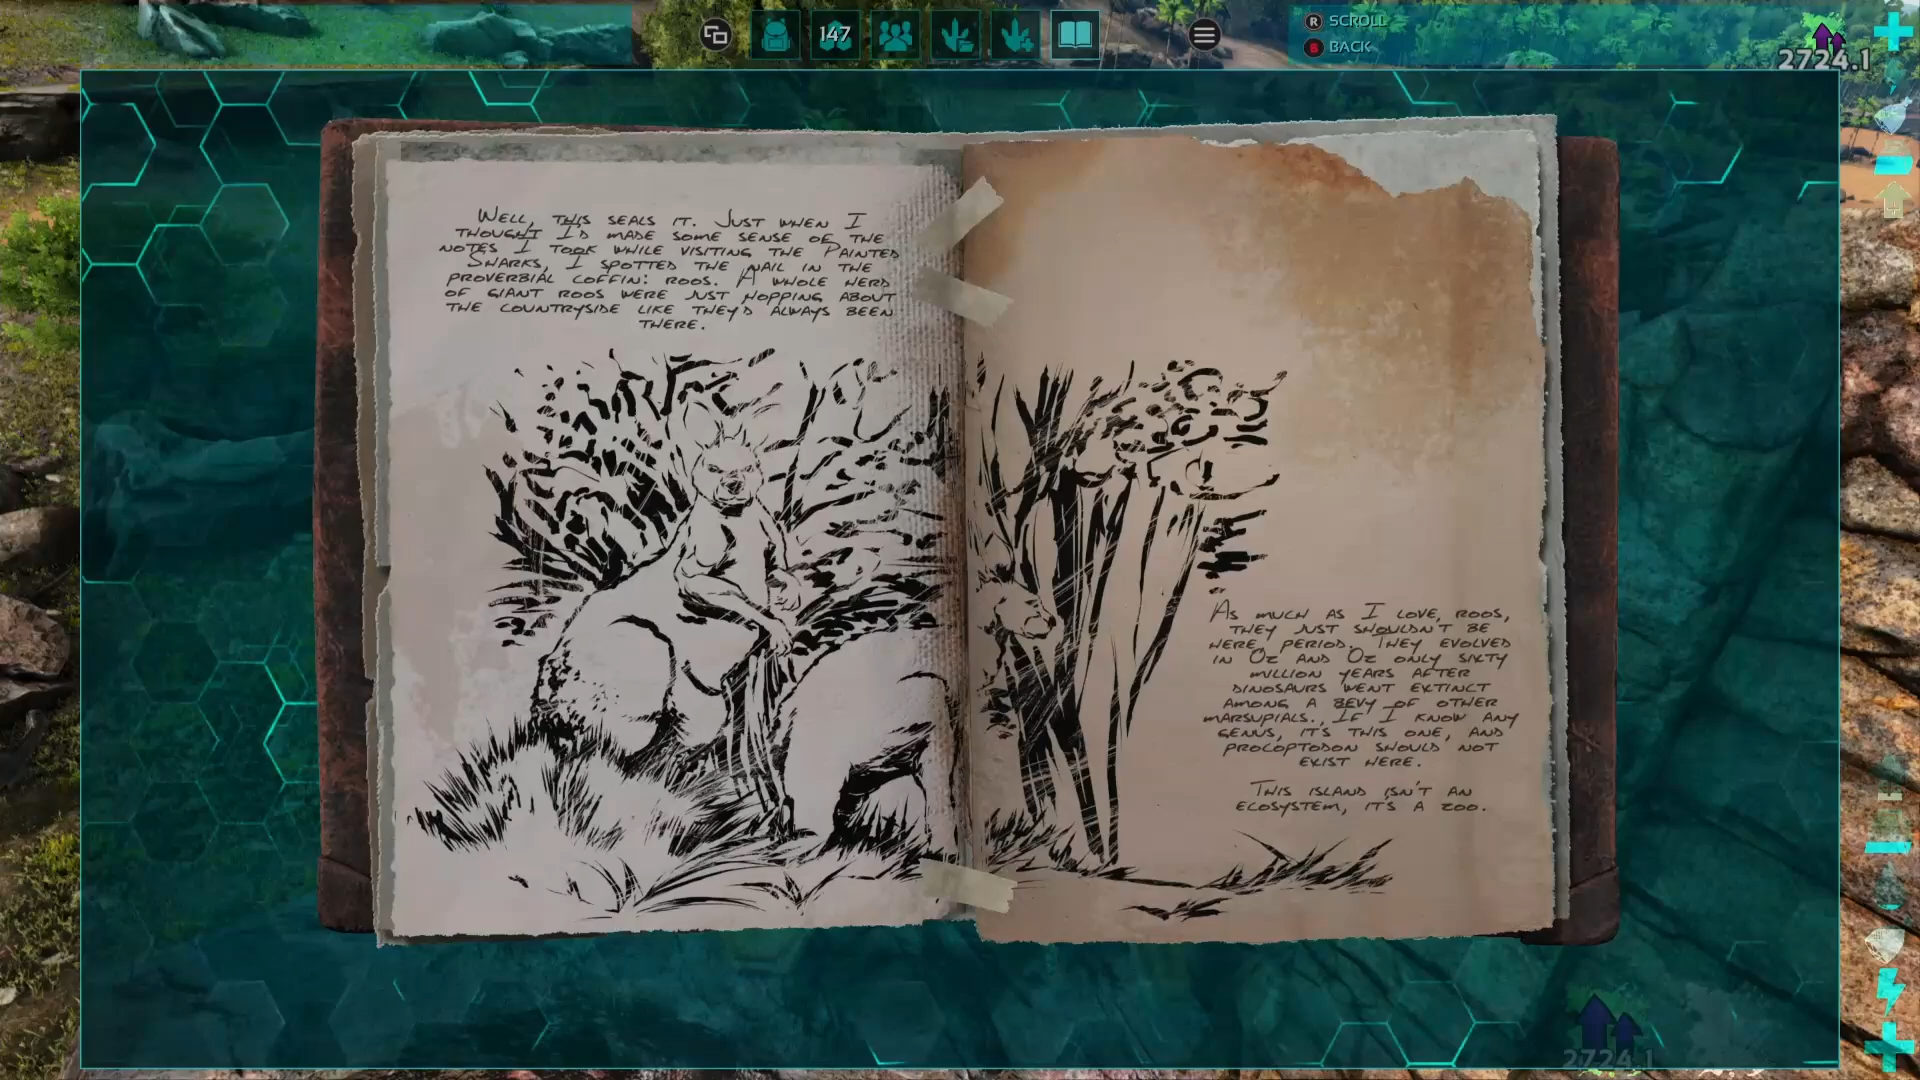 147
SCROLL
BACK
2724.1
WELL, THIS SEALS IT. JUST WHEN I
THOUGHT I'D MADE SOME SENSE OF THE
NOTES I TOOK WHILE VISITING THE PAINTED
SHARKS, I SPOTTED THE NAIL IN THE
PROVERBIAL COFFIN: ROOS. A WHOLE HERD
OF GIANT ROOS WERE JUST HOPPING ABOUT
THE COUNTRYSIDE LIKE THEY'D ALWAYS BEEN
THERE.
AS MUCH AS I LOVE ROOS,
THEY JUST SHOULDN'T BE
HERE, PERIOD. THEY EVOLVED
IN OZ AND OZ ONLY SIXTY
MILLION YEARS AFTER
DINOSAURS WENT EXTINCT
AMONG A BEVY OF OTHER
MARSUPIALS. IF I KNOW ANY
GENUS, IT'S THIS ONE, AND
PROCOPTODON SHOULD NOT
EXIST HERE.
THIS ISLAND ISN'T AN
ECOSYSTEM, IT'S A ZOO.
2724.1